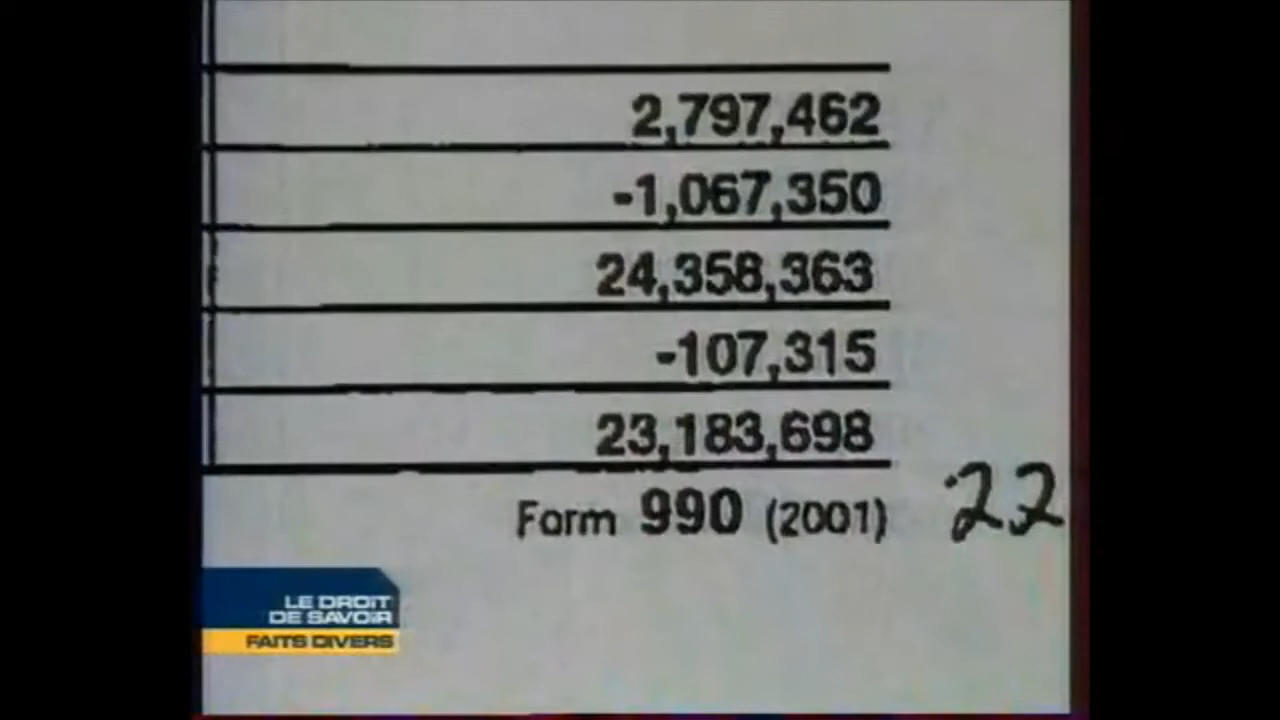 2,797,462
-1,067,350
24,358,363
-107,315
23,183,698
Form 990 (2001)
22
LE DROIT
DE SAVOIR
FAITS DIVERS